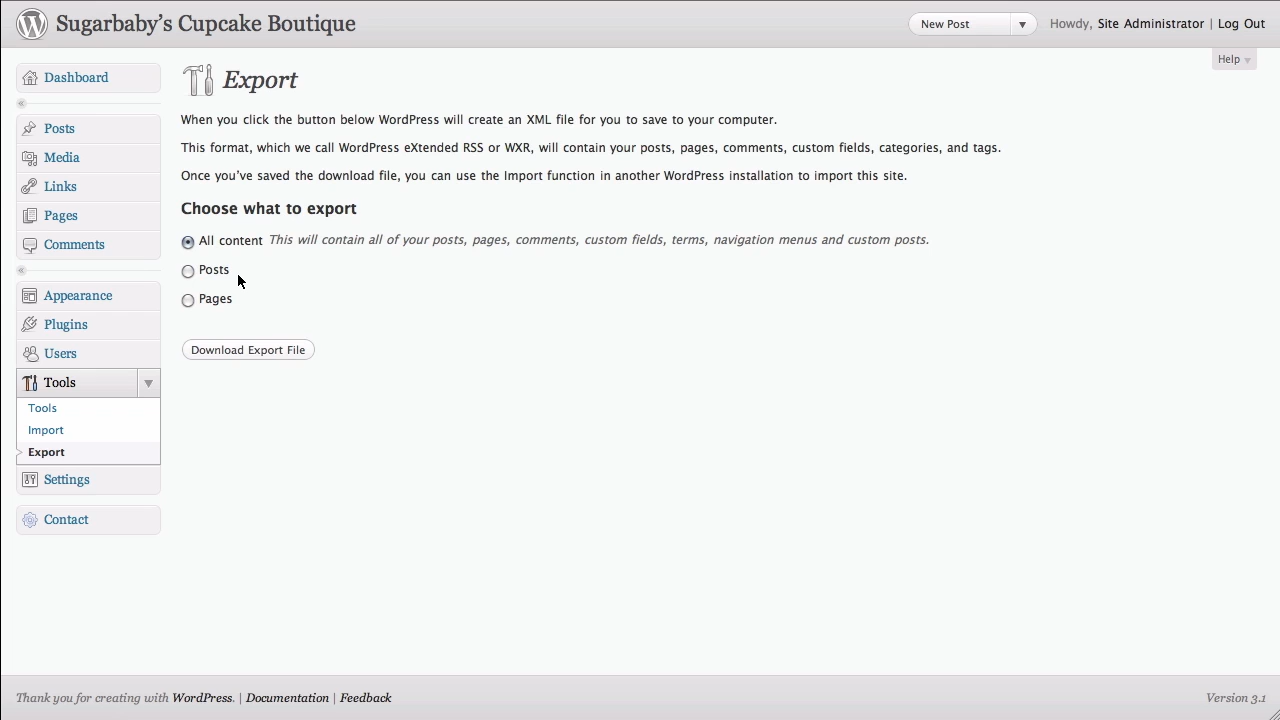 Sugarbaby's Cupcake Boutique
New Post
Howdy, Site Administrator | Log Out
Help
Dashboard
Posts
Media
Links
Pages
Comments
Appearance
Plugins
Users
Tools
Tools
Import
Export
Settings
Contact
Export
When you click the button below WordPress will create an XML file for you to save to your computer.
This format, which we call WordPress eXtended RSS or WXR, will contain your posts, pages, comments, custom fields, categories, and tags.
Once you've saved the download file, you can use the Import function in another WordPress installation to import this site.
Choose what to export
All content This will contain all of your posts, pages, comments, custom fields, terms, navigation menus and custom posts.
Posts
Pages
Download Export File
Thank you for creating with WordPress. | Documentation | Feedback
Version 3.1